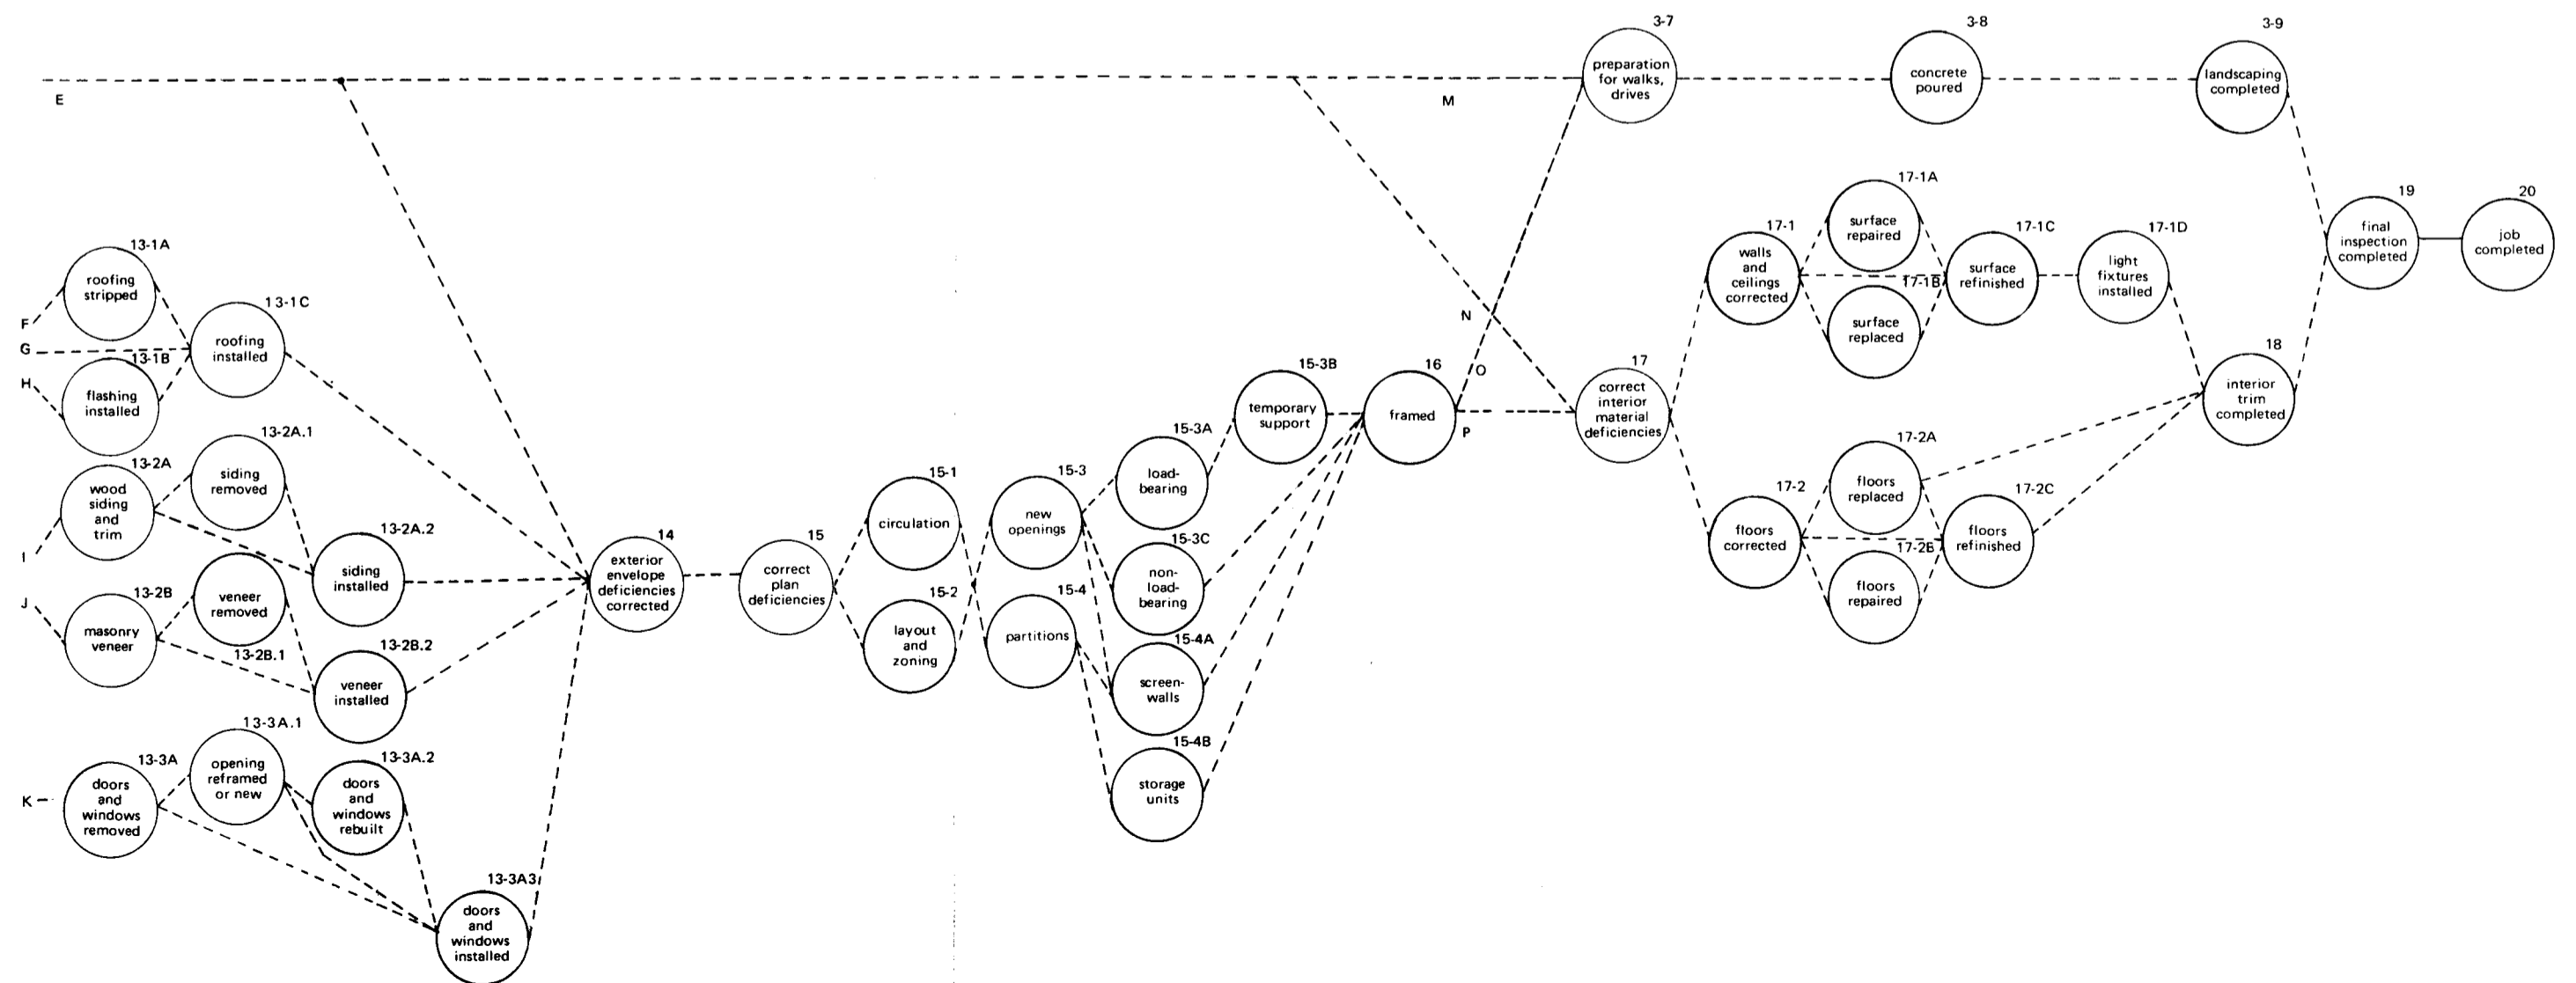 3-7
preparation
for walks,
drives
3-8
concrete
poured
3-9
landscaping
completed
E
M
13-1A
roofing
stripped
F
G
H
13-1B
flashing
installed
13-1C
roofing
installed
13-2A
wood
siding
and
trim
I
13-2A.1
siding
removed
13-2A.2
siding
installed
J
13-2B
masonry
veneer
veneer
removed
13-2B.1
13-2B.2
veneer
installed
K
13-3A
doors
and
windows
removed
13-3A.1
opening
reframed
or new
13-3A.2
doors
and
windows
rebuilt
13-3A3
doors
and
windows
installed
14
exterior
envelope
deficiencies
corrected
15
correct
plan
deficiencies
15-1
circulation
15-2
layout
and
zoning
15-3
new
openings
15-4
partitions
15-3A
load-
bearing
15-3B
temporary
support
15-3C
non-
load-
bearing
15-4A
screen-
walls
15-4B
storage
units
16
framed
N
O
P
17
correct
interior
material
deficiencies
17-1
walls
and
ceilings
corrected
17-1A
surface
repaired
17-1B
surface
replaced
17-1C
surface
refinished
17-1D
light
fixtures
installed
17-2
floors
corrected
17-2A
floors
replaced
17-2B
floors
repaired
17-2C
floors
refinished
18
interior
trim
completed
19
final
inspection
completed
20
job
completed